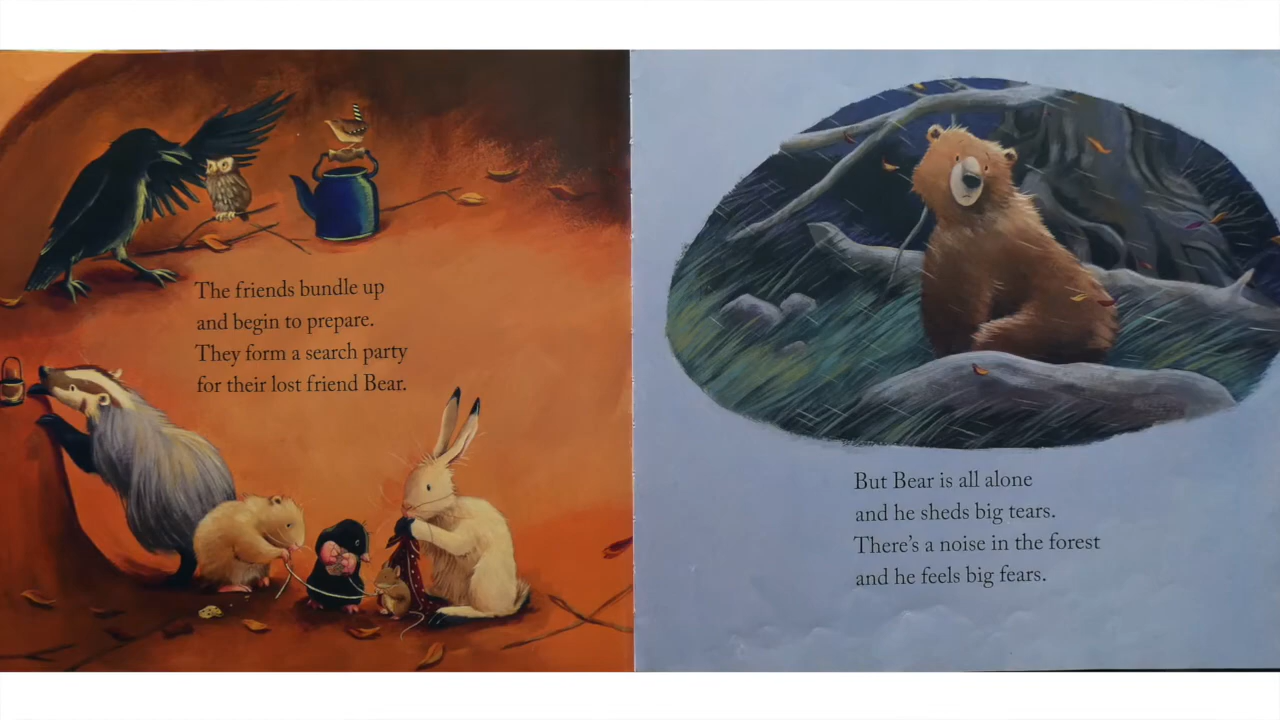 The friends bundle up
and begin to prepare.
They form a search party
for their lost friend Bear.
But Bear is all alone
and he sheds big tears.
There's a noise in the forest
and he feels big fears.